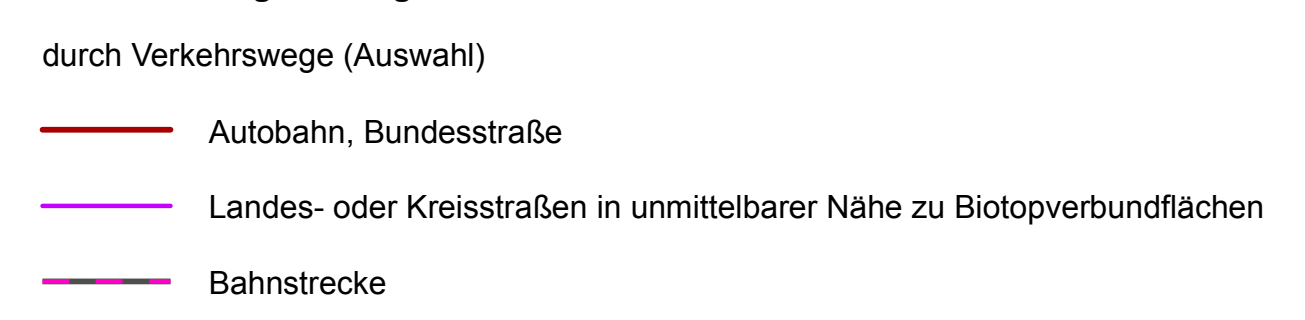 durch Verkehrswege (Auswahl)
Autobahn, Bundesstraße
Landes- oder Kreisstraßen in unmittelbarer Nähe zu Biotopverbundflächen
Bahnstrecke